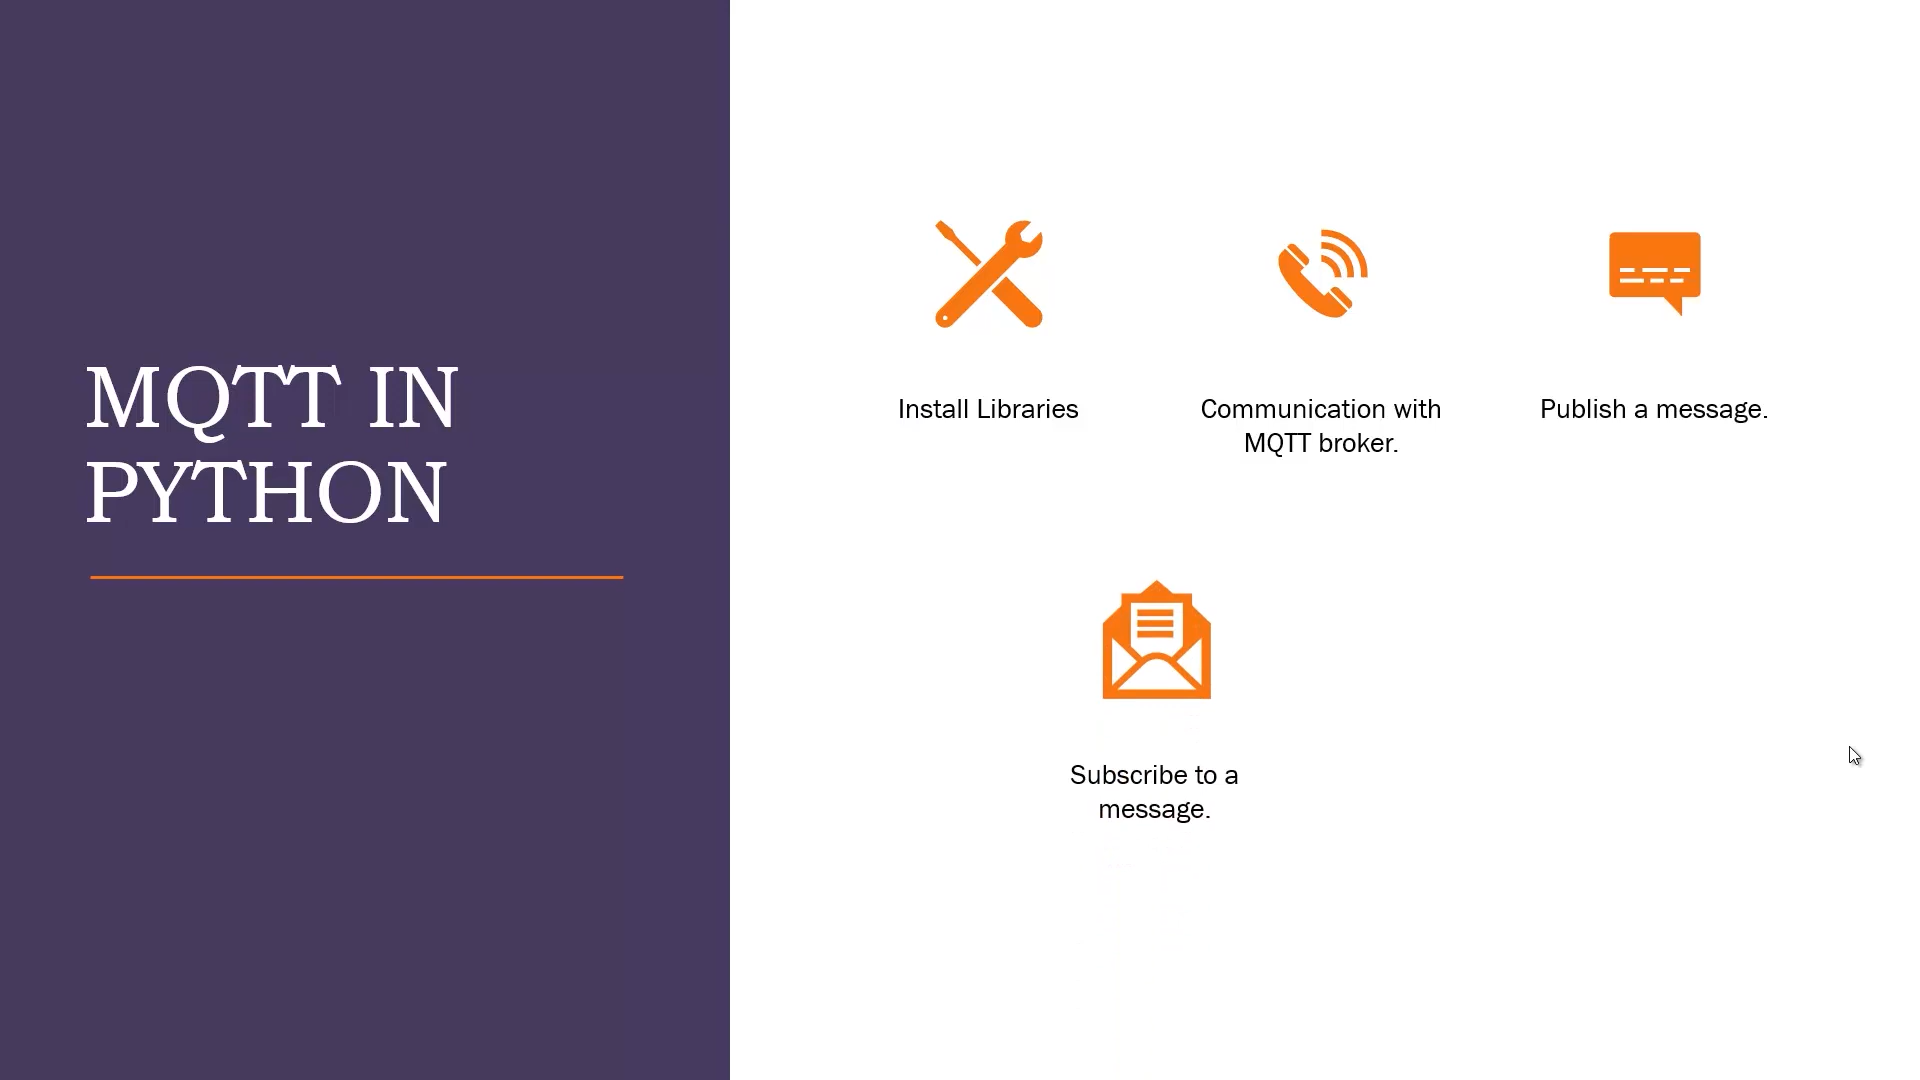 MQTT IN
PYTHON
Install Libraries
Communication with
MQTT broker.
Publish a message.
Subscribe to a
message.